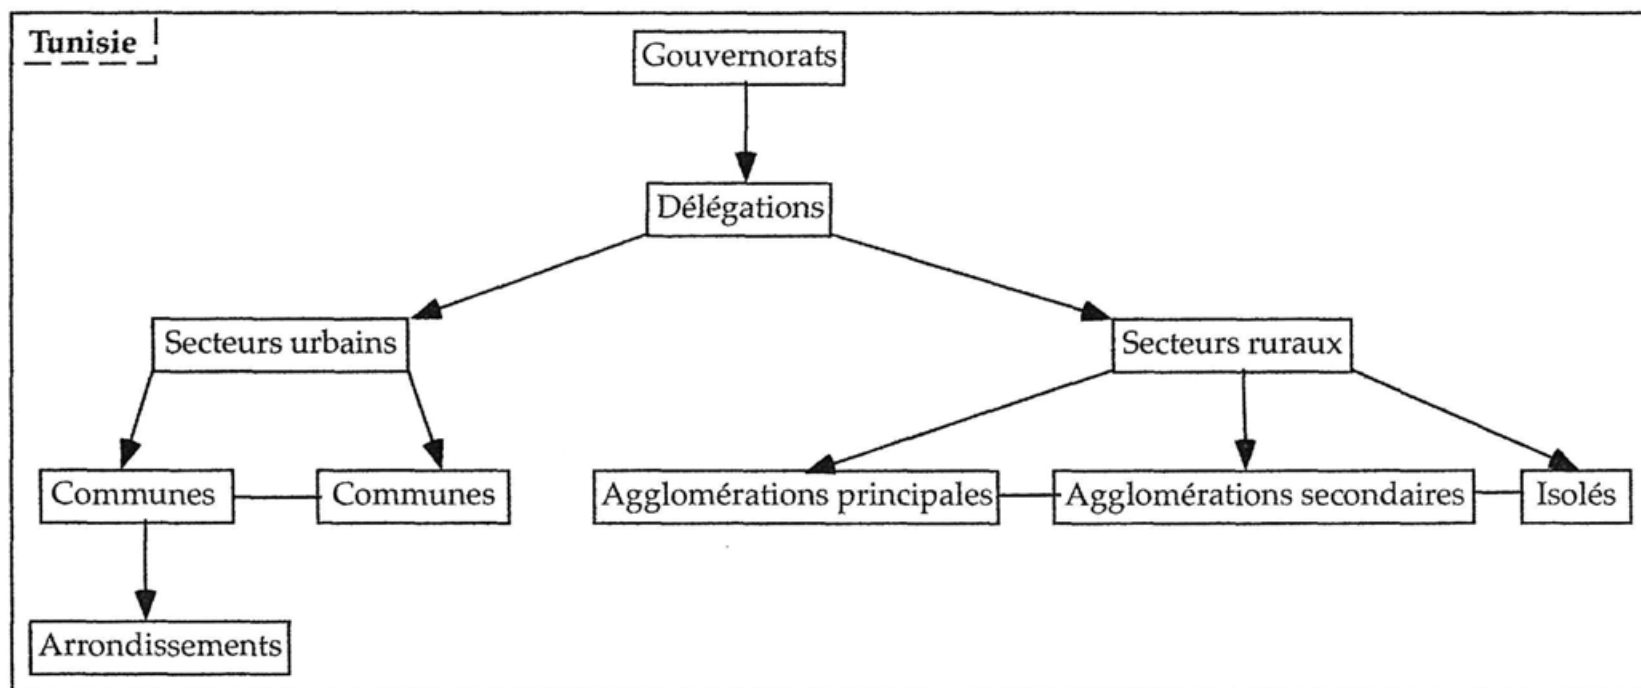 Tunisie
Gouvernorats
Délégations
Secteurs urbains
Secteurs ruraux
Communes
Communes
Agglomérations principales
Agglomérations secondaires
Isolés
Arrondissements